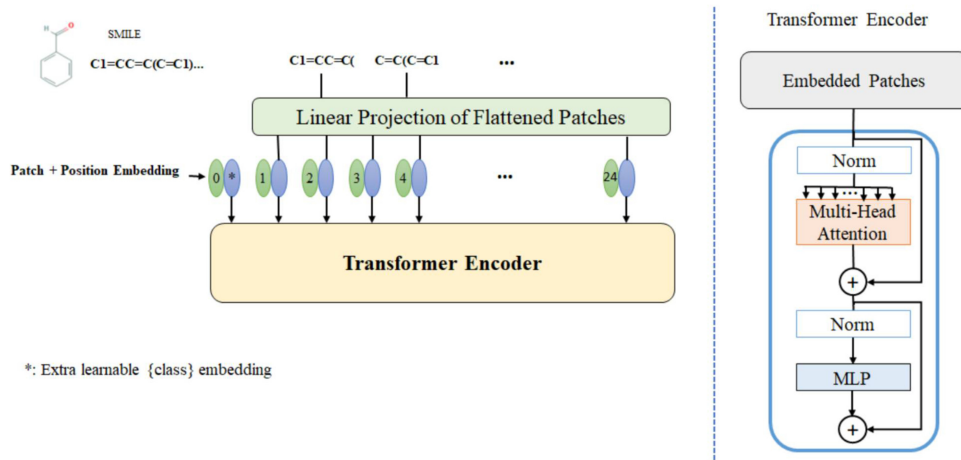 O
SMILE
C1=CC=C(C=C1)...
C1=CC=C( C=C(C=C1 ...
Linear Projection of Flattened Patches
Patch + Position Embedding
0 * 1 2 3 4 ... 24
Transformer Encoder
*: Extra learnable {class} embedding
Transformer Encoder
Embedded Patches
Norm
...
Multi-Head
Attention
+
Norm
MLP
+